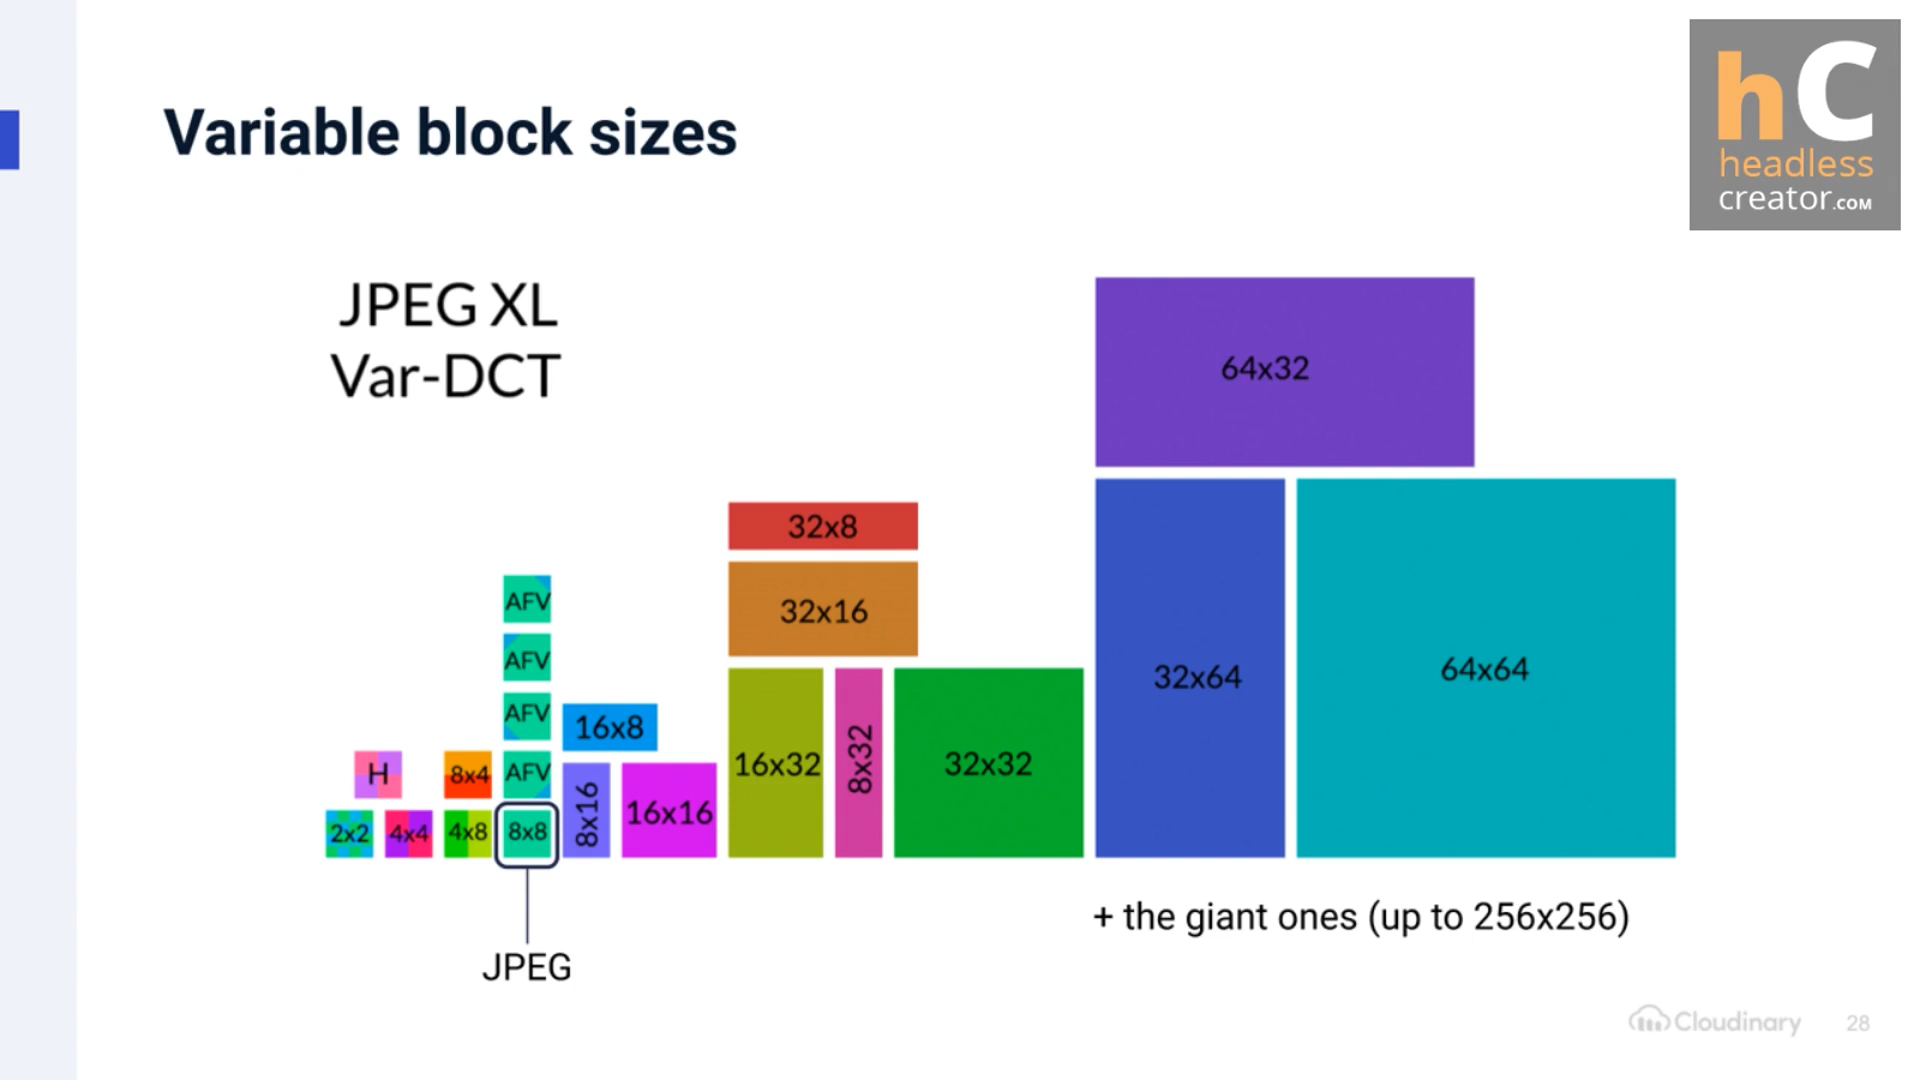 hC
headless
creator.COM
Variable block sizes
JPEG XL
Var-DCT
64x32
32x8
32x16
AFV
AFV
AFV
16x8
H
8x4
AFV
2x2
4x4
4x8
8x8
8x16
16x16
16x32
8x32
32x32
32x64
64x64
+ the giant ones (up to 256x256)
JPEG
Cloudinary
28